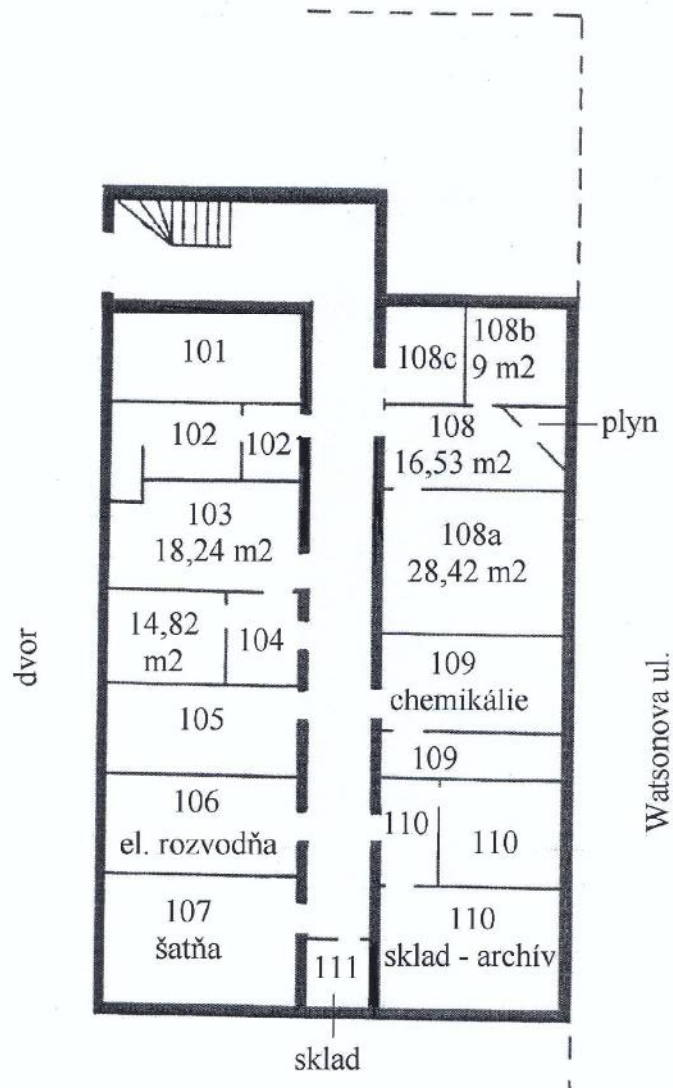 101
108c
108b
9 m2
102
102
108
16,53 m2
plyn
103
18,24 m2
108a
28,42 m2
14,82
m2
104
109
chemikálie
105
109
106
el. rozvodňa
110
110
107
šatňa
111
110
sklad - archív
sklad
dvor
Watsonova ul.